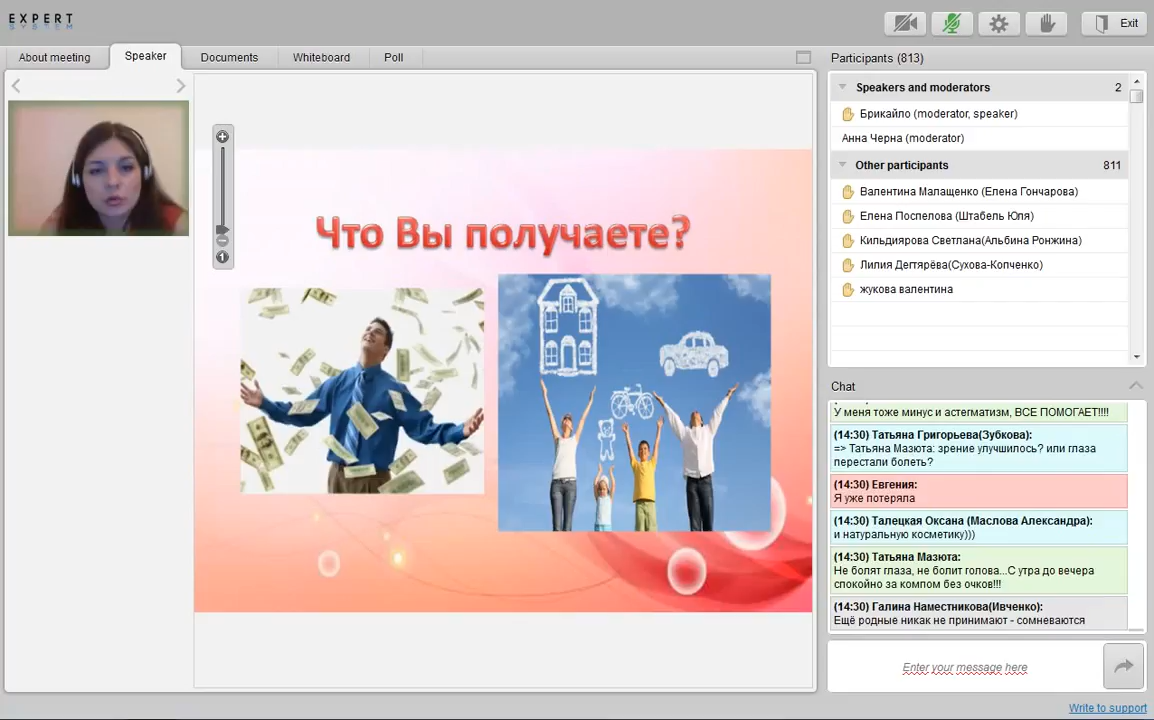 EXPERT
SYSTEM
Exit
About meeting
Speaker
Documents
Whiteboard
Poll
Participants (813)
Speakers and moderators 2
Брикайло (moderator, speaker)
Анна Черна (moderator)
Other participants 811
Валентина Малащенко (Елена Гончарова)
Елена Поспелова (Штабель Юля)
Кильдиярова Светлана(Альбина Ронжина)
Лилия Дегтярёва(Сухова-Копченко)
жукова валентина
Что Вы получаете?
Chat
У меня тоже минус и астегматизм, ВСЕ ПОМОГАЕТ!!!!
(14:30) Татьяна Григорьева(Зубкова):
=> Татьяна Мазюта: зрение улучшилось? или глаза
перестали болеть?
(14:30) Евгения:
Я уже потеряла
(14:30) Талецкая Оксана (Маслова Александра):
и натуральную косметику)))
(14:30) Татьяна Мазюта:
Не болят глаза, не болит голова...С утра до вечера
спокойно за компом без очков!!!
(14:30) Галина Наместникова(Ивченко):
Ещё родные никак не принимают - сомневаются
Enter your message here
Write to support